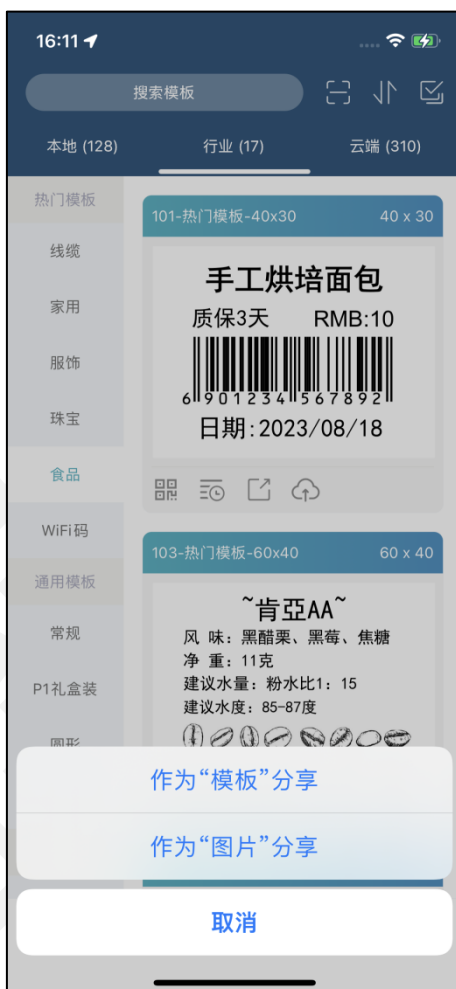 16:11
搜索模板
本地 (128)
行业 (17)
云端 (310)
热门模板
线缆
家用
服饰
珠宝
食品
WiFi码
通用模板
常规
P1礼盒装
圆形
101-热门模板-40x30
40 x 30
手工烘培面包
质保3天
RMB:10
6 901234 567892
日期:2023/08/18
103-热门模板-60x40
60 x 40
~肯亞AA~
风 味: 黑醋栗、黑莓、焦糖
净 重: 11克
建议水量: 粉水比1: 15
建议水度: 85-87度
作为“模板”分享
作为“图片”分享
取消